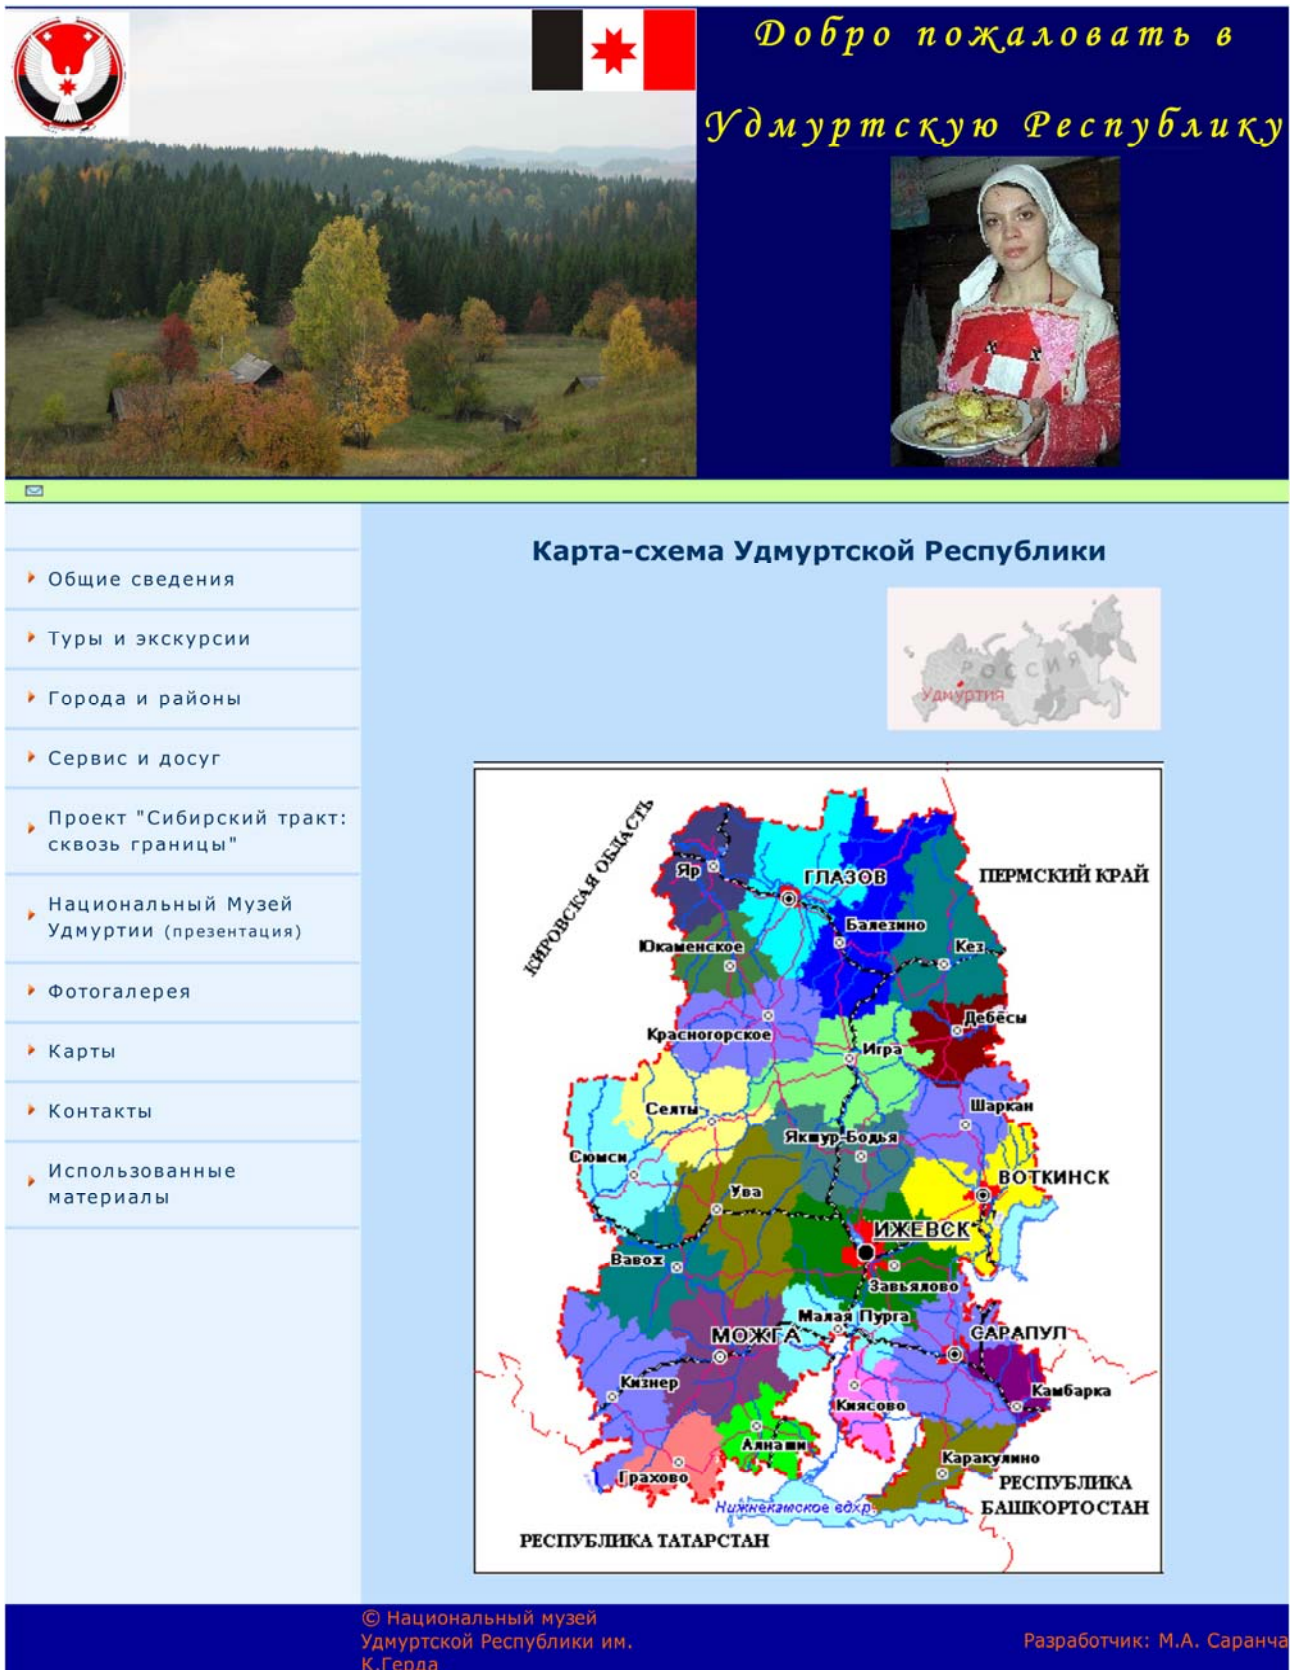 Добро пожаловать в
Удмуртскую Республику
Карта-схема Удмуртской Республики
Общие сведения
Туры и экскурсии
Города и районы
Сервис и досуг
Проект "Сибирский тракт:
сквозь границы"
Национальный Музей
Удмуртии (презентация)
Фотогалерея
Карты
Контакты
Использованные
материалы
РОССИЯ
Удмуртия
КИРОВСКАЯ ОБЛАСТЬ
ПЕРМСКИЙ КРАЙ
Яр
ГЛАЗОВ
Балезино
Юкаменское
Кез
Дебёсы
Красногорское
Игра
Селты
Шаркан
Якшур-Бодья
Сюмси
Ува
ВОТКИНСК
ИЖЕВСК
Вавож
Завьялово
Малая Пурга
МОЖГА
САРАПУЛ
Кизнер
Киясово
Камбарка
Алнаши
Каракулино
Грахово
РЕСПУБЛИКА
БАШКОРТОСТАН
Нижнекамское вдхр.
РЕСПУБЛИКА ТАТАРСТАН
© Национальный музей
Удмуртской Республики им.
К.Герда
Разработчик: М.А. Саранча